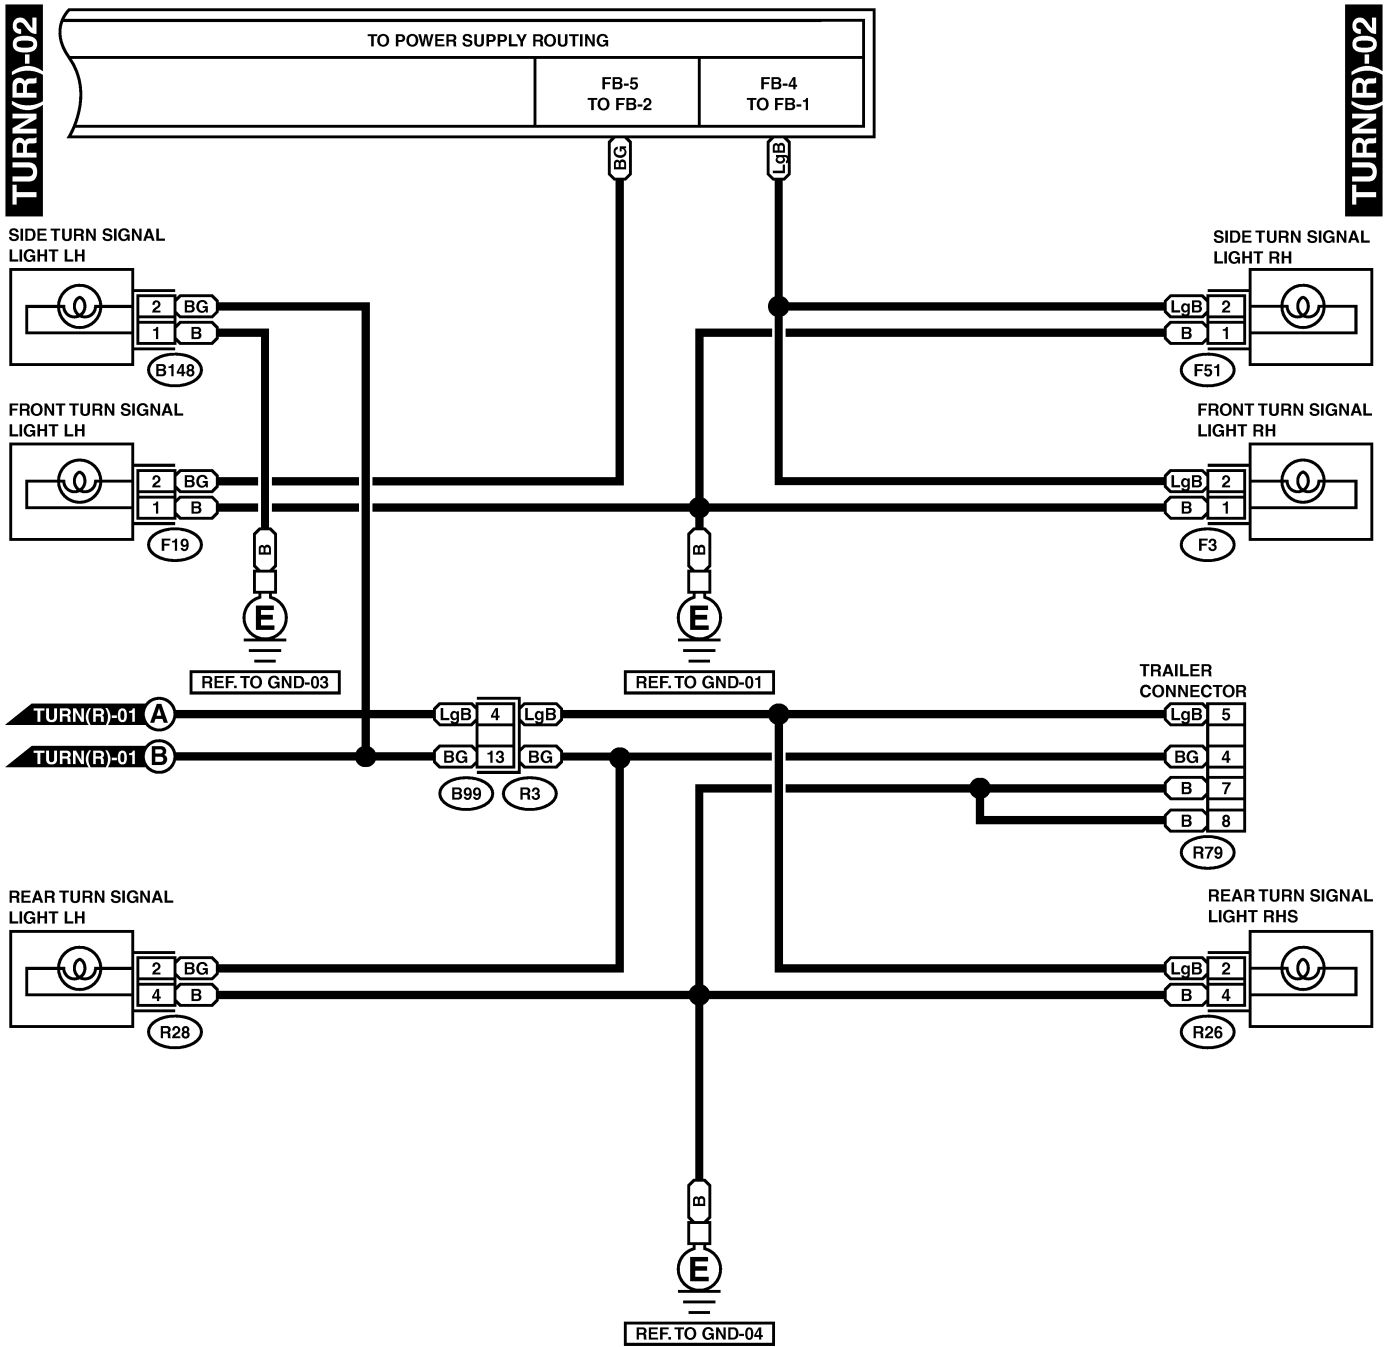 TURN(R)-02
TURN(R)-02
TO POWER SUPPLY ROUTING
FB-5
TO FB-2
FB-4
TO FB-1
BG
LgB
SIDE TURN SIGNAL
LIGHT LH
2 BG
1 B
B148
SIDE TURN SIGNAL
LIGHT RH
LgB 2
B 1
F51
FRONT TURN SIGNAL
LIGHT LH
2 BG
1 B
F19
FRONT TURN SIGNAL
LIGHT RH
LgB 2
B 1
F3
B
E
REF. TO GND-03
B
E
REF. TO GND-01
TURN(R)-01 A
TURN(R)-01 B
LgB 4 LgB
BG 13 BG
B99 R3
TRAILER
CONNECTOR
LgB 5
BG 4
B 7
B 8
R79
REAR TURN SIGNAL
LIGHT LH
2 BG
4 B
R28
REAR TURN SIGNAL
LIGHT RHS
LgB 2
B 4
R26
B
E
REF. TO GND-04